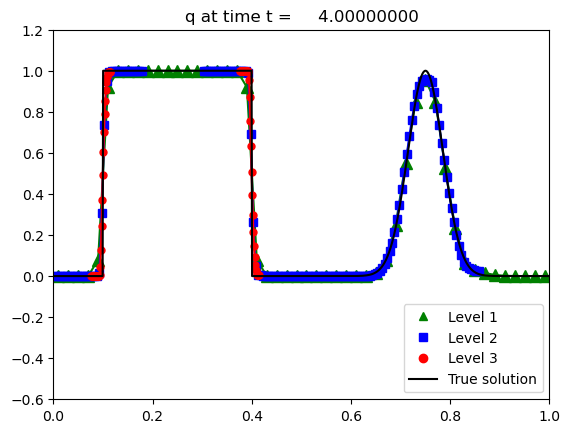 q at time t =     4.00000000
1.2
1.0
0.8
0.6
0.4
0.2
0.0
−0.2
−0.4
−0.6
Level 1
Level 2
Level 3
True solution
0.0 0.2 0.4 0.6 0.8 1.0